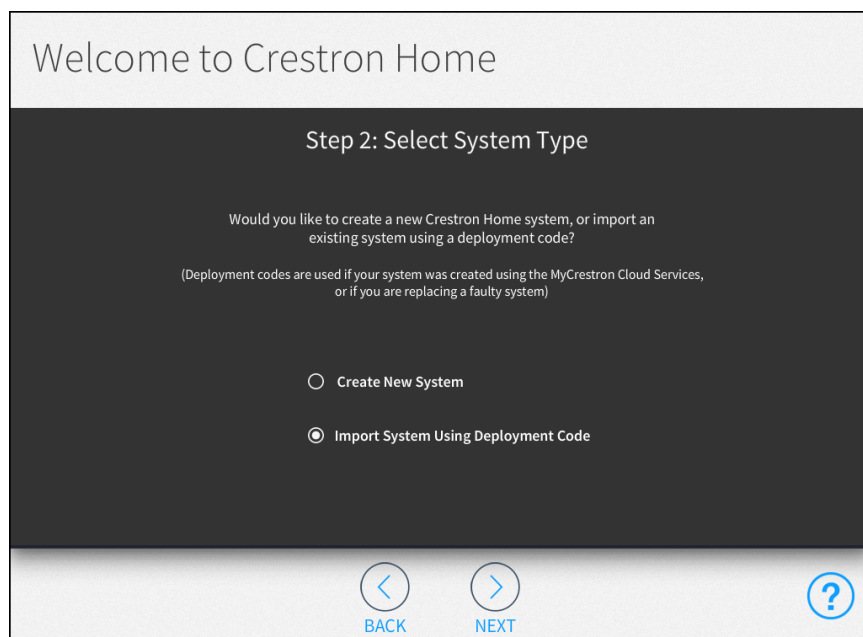 Welcome to Crestron Home
Step 2: Select System Type
Would you like to create a new Crestron Home system, or import an
existing system using a deployment code?
(Deployment codes are used if your system was created using the MyCrestron Cloud Services,
or if you are replacing a faulty system)
Create New System
Import System Using Deployment Code
BACK
NEXT
?